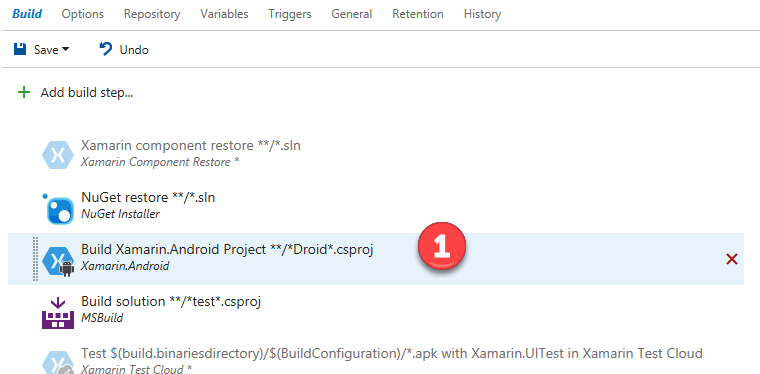 Build Options Repository Variables Triggers General Retention History
Save Undo
Add build step...
Xamarin component restore **/*.sln
Xamarin Component Restore *
NuGet restore **/*.sln
NuGet Installer
Build Xamarin.Android Project **/*Droid*.csproj
Xamarin.Android
1
Build solution **/*test*.csproj
MSBuild
Test $(build.binariesdirectory)/$(BuildConfiguration)/*.apk with Xamarin.UITest in Xamarin Test Cloud
Xamarin Test Cloud *